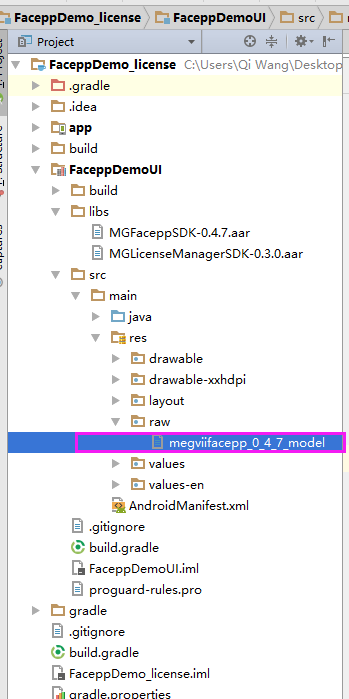 FaceppDemo_license FaceppDemoUI src
Project
FaceppDemo_license C:\Users\Qi Wang\Desktop
.gradle
.idea
app
build
FaceppDemoUI
build
libs
MGFaceppSDK-0.4.7.aar
MGLicenseManagerSDK-0.3.0.aar
src
main
java
res
drawable
drawable-xxhdpi
layout
raw
megviifacepp_0_4_7_model
values
values-en
AndroidManifest.xml
.gitignore
build.gradle
FaceppDemoUI.iml
proguard-rules.pro
gradle
.gitignore
build.gradle
FaceppDemo_license.iml
gradle.properties